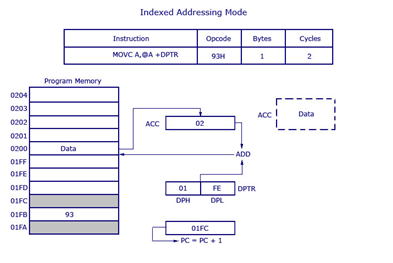 Indexed Addressing Mode
Instruction Opcode Bytes Cycles
MOVC A,@A +DPTR 93H 1 2
Program Memory
0204
0203
0202
0201
0200 Data
01FF
01FE
01FD
01FC
01FB 93
01FA
ACC 02
ACC Data
ADD
01 FE DPTR
DPH DPL
01FC
PC = PC + 1